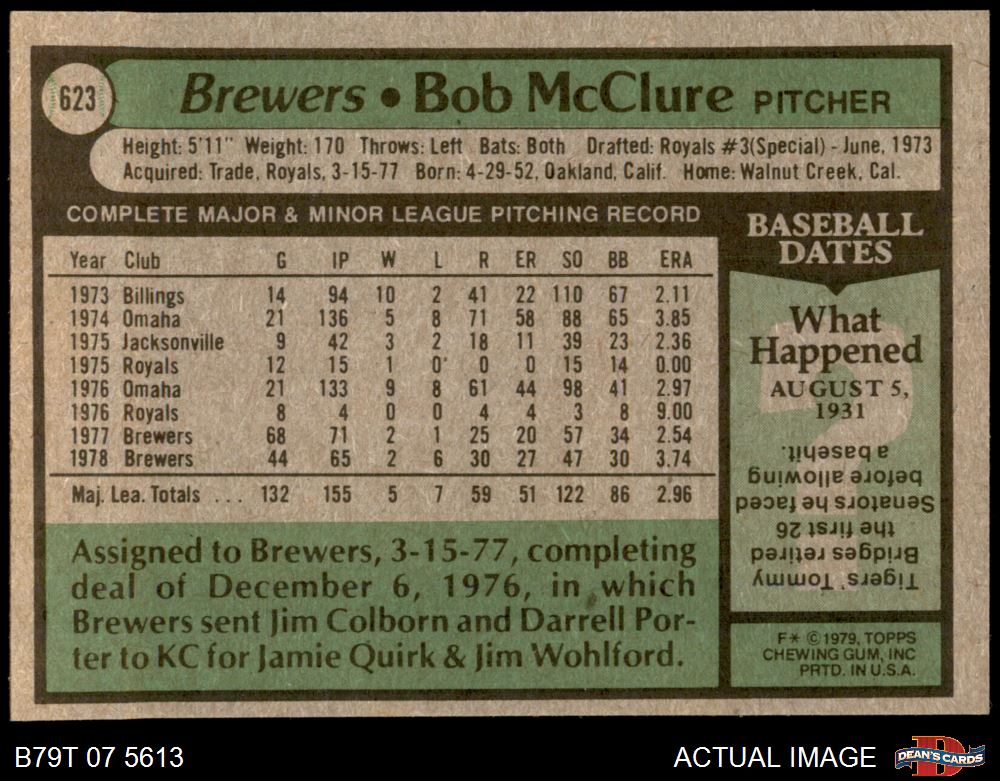 623
Brewers • Bob McClure PITCHER
Height: 5'11" Weight: 170 Throws: Left Bats: Both Drafted: Royals #3(Special) - June, 1973
Acquired: Trade, Royals, 3-15-77 Born: 4-29-52, Oakland, Calif. Home: Walnut Creek, Cal.
COMPLETE MAJOR & MINOR LEAGUE PITCHING RECORD
Year Club G IP W L R ER SO BB ERA
1973 Billings 14 94 10 2 41 22 110 67 2.11
1974 Omaha 21 136 5 8 71 58 88 65 3.85
1975 Jacksonville 9 42 3 2 18 11 39 23 2.36
1975 Royals 12 15 1 0 0 0 15 14 0.00
1976 Omaha 21 133 9 8 61 44 98 41 2.97
1976 Royals 8 4 0 0 4 4 3 8 9.00
1977 Brewers 68 71 2 1 25 20 57 34 2.54
1978 Brewers 44 65 2 6 30 27 47 30 3.74
Maj. Lea. Totals ... 132 155 5 7 59 51 122 86 2.96
Assigned to Brewers, 3-15-77, completing
deal of December 6, 1976, in which
Brewers sent Jim Colborn and Darrell Por-
ter to KC for Jamie Quirk & Jim Wohlford.
BASEBALL
DATES
What
Happened
AUGUST 5,
1931
Tigers' Tommy
Bridges retired
the first 26
Senators he faced
before allowing
a basehit.
F* ©1979, TOPPS
CHEWING GUM, INC
PRTD. IN U.S.A.
B79T 07 5613
ACTUAL IMAGE
D
DEAN'S CARDS